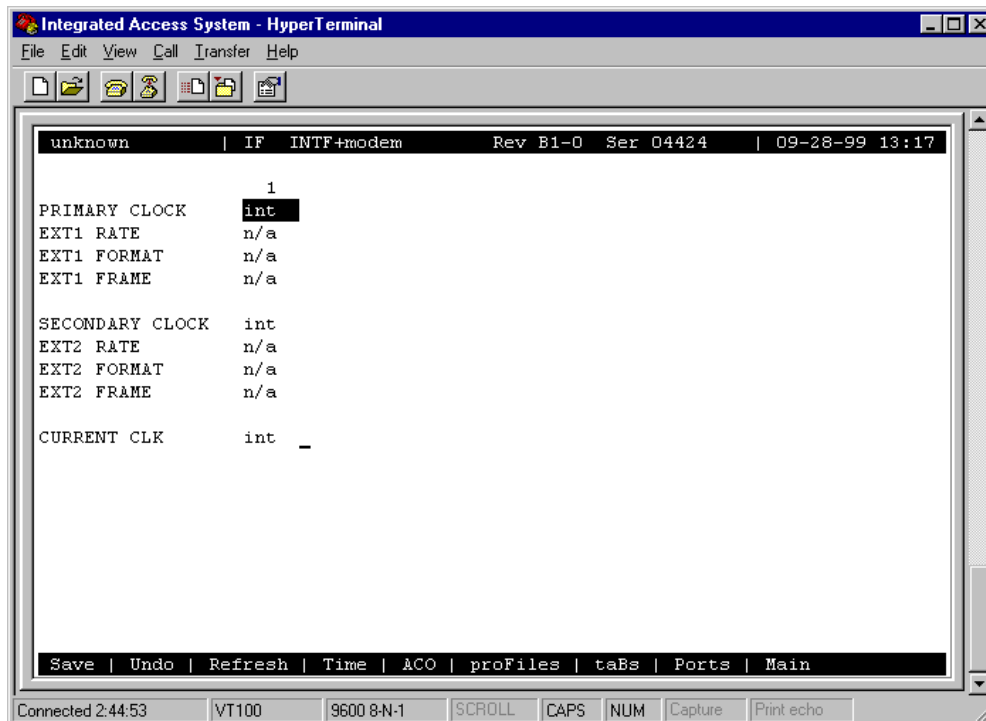 Integrated Access System - HyperTerminal
File Edit View Call Transfer Help
unknown | IF INTF+modem Rev B1-0 Ser 04424 | 09-28-99 13:17
1
PRIMARY CLOCK int
EXT1 RATE n/a
EXT1 FORMAT n/a
EXT1 FRAME n/a
SECONDARY CLOCK int
EXT2 RATE n/a
EXT2 FORMAT n/a
EXT2 FRAME n/a
CURRENT CLK int _
Save | Undo | Refresh | Time | ACO | proFiles | taBs | Ports | Main
Connected 2:44:53 VT100 9600 8-N-1 SCROLL CAPS NUM Capture Print echo